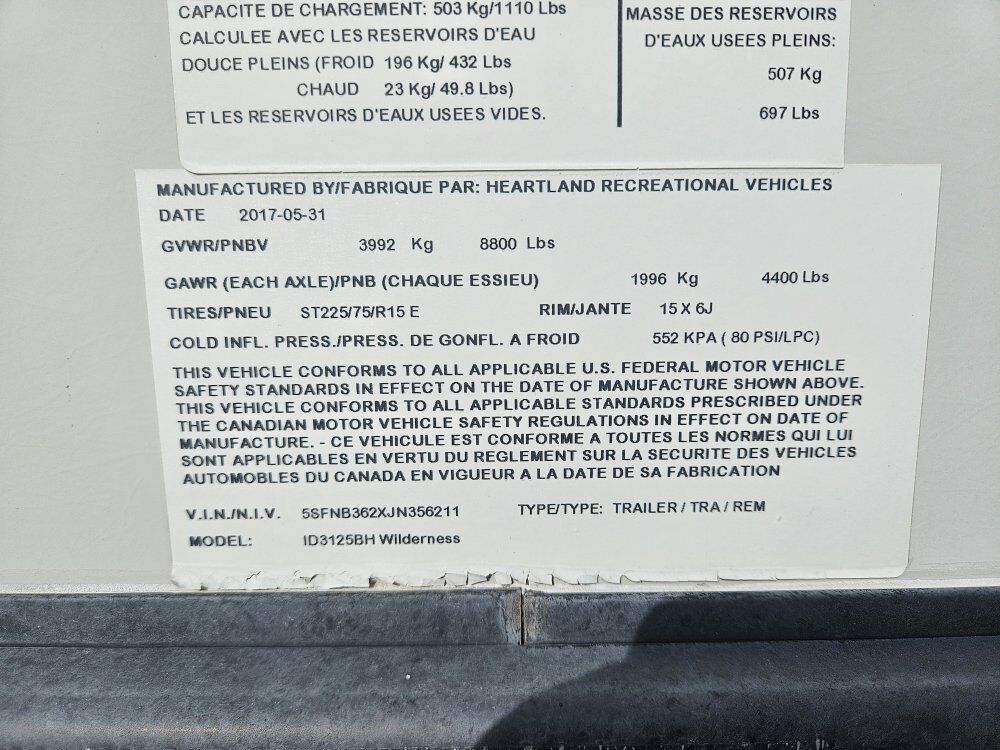 CAPACITE DE CHARGEMENT: 503 Kg/1110 Lbs
CALCULEE AVEC LES RESERVOIRS D'EAU
DOUCE PLEINS (FROID 196 Kg/ 432 Lbs
CHAUD 23 Kg/ 49.8 Lbs)
ET LES RESERVOIRS D'EAUX USEES VIDES.
MASSE DES RESERVOIRS
D'EAUX USEES PLEINS:
507 Kg
697 Lbs
MANUFACTURED BY/FABRIQUE PAR: HEARTLAND RECREATIONAL VEHICLES
DATE 2017-05-31
GVWR/PNBV 3992 Kg 8800 Lbs
GAWR (EACH AXLE)/PNB (CHAQUE ESSIEU) 1996 Kg 4400 Lbs
TIRES/PNEU ST225/75/R15 E RIM/JANTE 15 X 6J
COLD INFL. PRESS./PRESS. DE GONFL. A FROID 552 KPA ( 80 PSI/LPC)
THIS VEHICLE CONFORMS TO ALL APPLICABLE U.S. FEDERAL MOTOR VEHICLE
SAFETY STANDARDS IN EFFECT ON THE DATE OF MANUFACTURE SHOWN ABOVE.
THIS VEHICLE CONFORMS TO ALL APPLICABLE STANDARDS PRESCRIBED UNDER
THE CANADIAN MOTOR VEHICLE SAFETY REGULATIONS IN EFFECT ON DATE OF
MANUFACTURE. - CE VEHICULE EST CONFORME A TOUTES LES NORMES QUI LUI
SONT APPLICABLES EN VERTU DU REGLEMENT SUR LA SECURITE DES VEHICLES
AUTOMOBILES DU CANADA EN VIGUEUR A LA DATE DE SA FABRICATION
V.I.N./N.I.V. 5SFNB362XJN356211 TYPE/TYPE: TRAILER / TRA / REM
MODEL: ID3125BH Wilderness